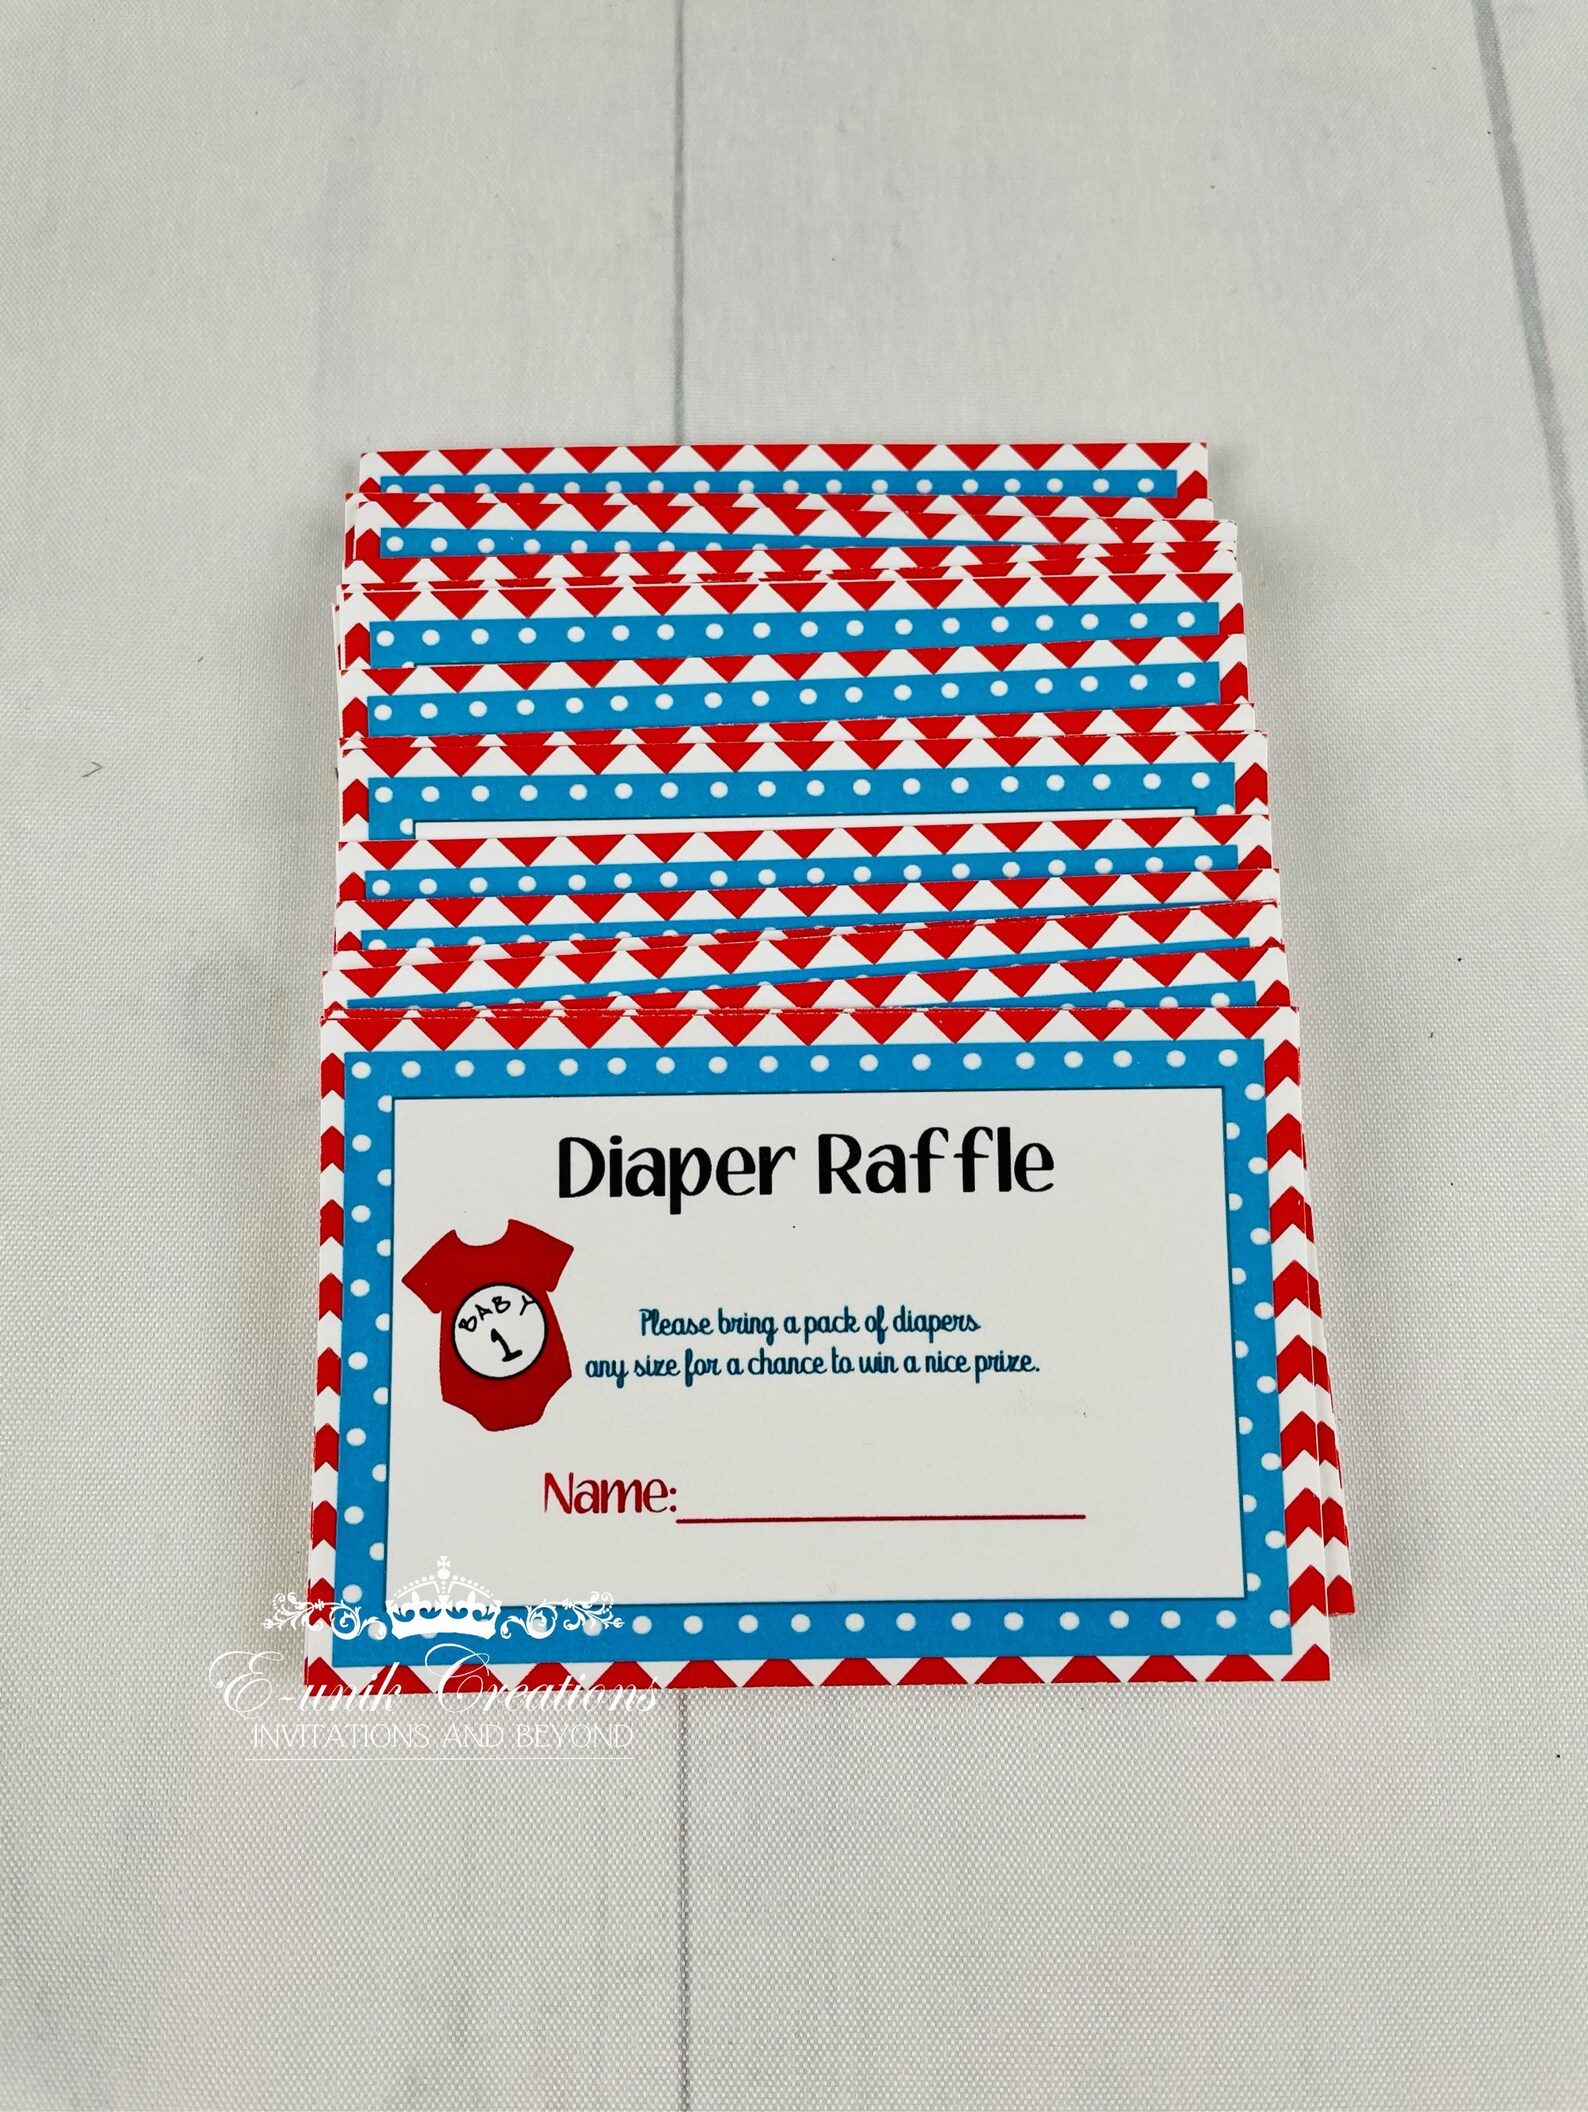 Diaper Raffle
BABY
1
Please bring a pack of diapers
any size for a chance to win a nice prize.
Name:
E-unik Creations
INVITATIONS AND BEYOND